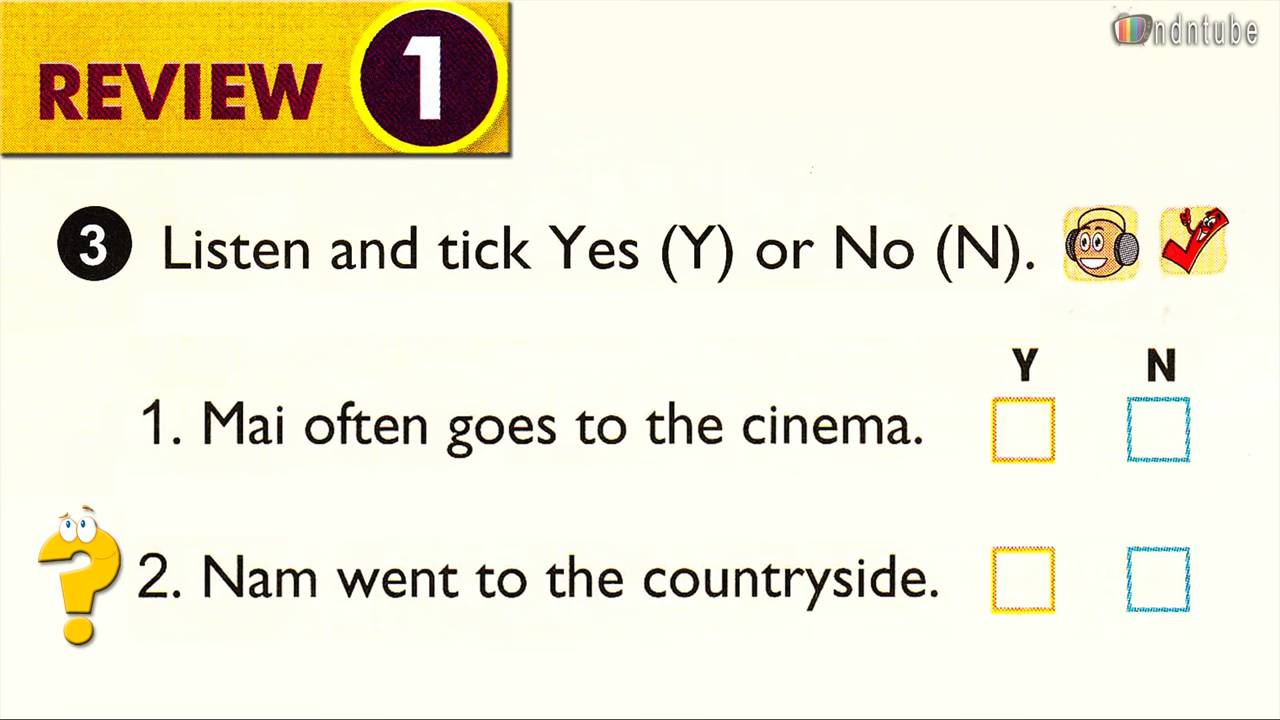 REVIEW 1
ndntube
3 Listen and tick Yes (Y) or No (N).
Y N
1. Mai often goes to the cinema.
2. Nam went to the countryside.